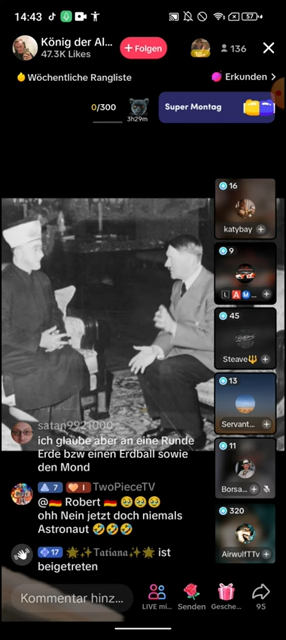 14:43
57
König der Al...
47.3K Likes
+ Folgen
136
Wöchentliche Rangliste
Erkunden >
0/300
3h29m
Super Montag
16
katybay
9
45
Steave🔱
13
Servant...
11
Borsa...
320
AirwulfTTv
satan9921000
ich glaube aber an eine Runde
Erde bzw einen Erdball sowie
den Mond
7 1 TwoPieceTV
@🇩🇪 Robert 🇩🇪 🥹🥹🥹
ohh Nein jetzt doch niemals
Astronaut 🤣🤣🤣
17 🌟✨Tatiana✨🌟 ist
beigetreten
Kommentar hinz...
LIVE mi...
Senden
Gesche...
95